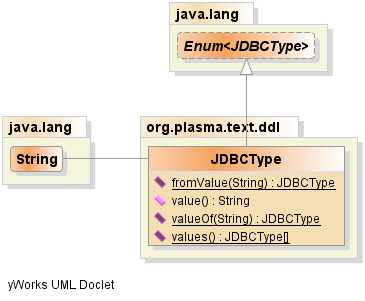 java.lang
Enum<JDBCType>
java.lang
String
org.plasma.text.ddl
JDBCType
fromValue(String) : JDBCType
value() : String
valueOf(String) : JDBCType
values() : JDBCType[]
yWorks UML Doclet